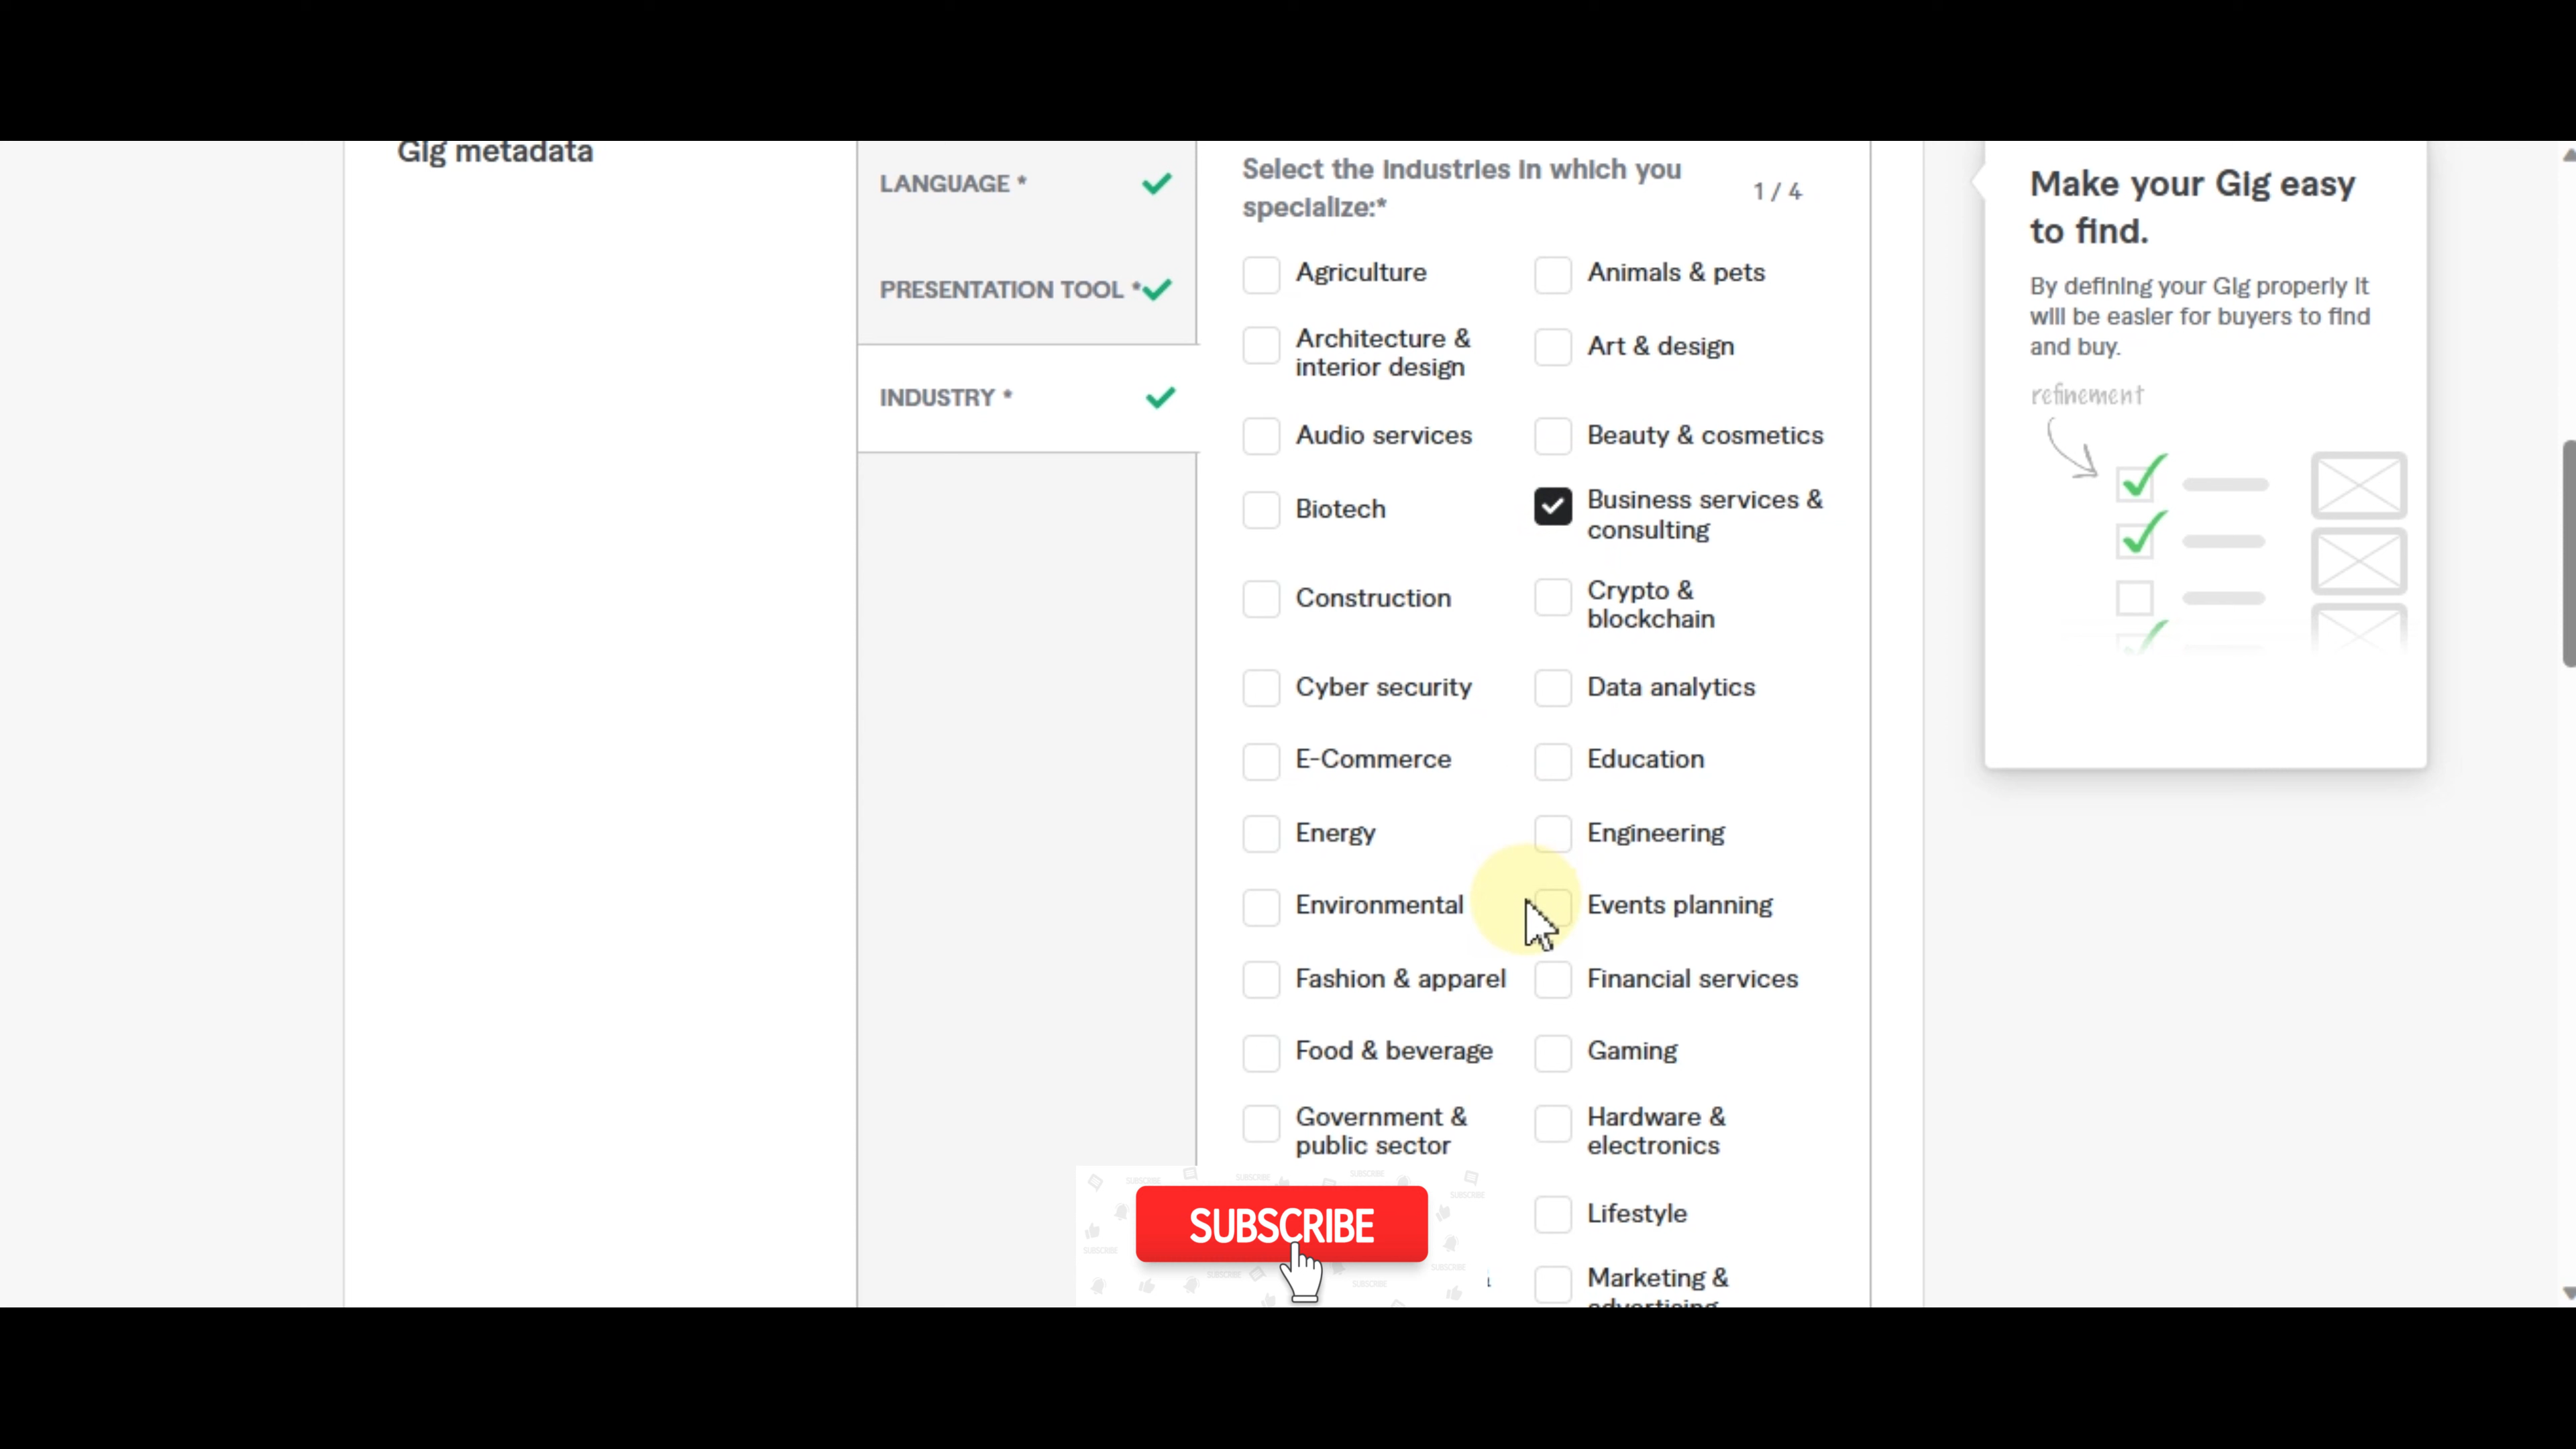 Gig metadata
LANGUAGE *
PRESENTATION TOOL *
INDUSTRY *
Select the industries in which you
specialize:*
1 / 4
Agriculture
Animals & pets
Architecture &
interior design
Art & design
Audio services
Beauty & cosmetics
Biotech
Business services &
consulting
Construction
Crypto &
blockchain
Cyber security
Data analytics
E-Commerce
Education
Energy
Engineering
Environmental
Events planning
Fashion & apparel
Financial services
Food & beverage
Gaming
Government &
public sector
Hardware &
electronics
Lifestyle
Marketing &
advertising
SUBSCRIBE
Make your Gig easy
to find.
By defining your Gig properly it
will be easier for buyers to find
and buy.
refinement